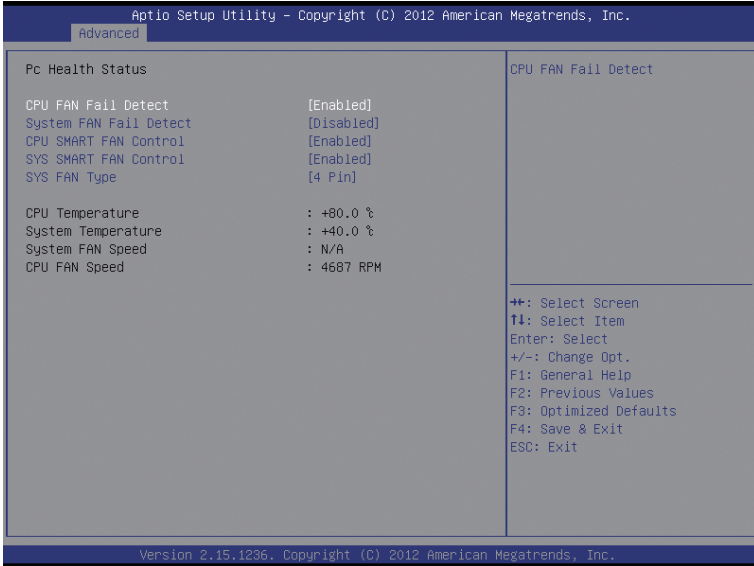 Aptio Setup Utility – Copyright (C) 2012 American Megatrends, Inc.
Advanced
Pc Health Status
CPU FAN Fail Detect [Enabled]
System FAN Fail Detect [Disabled]
CPU SMART FAN Control [Enabled]
SYS SMART FAN Control [Enabled]
SYS FAN Type [4 Pin]
CPU Temperature : +80.0 ℃
System Temperature : +40.0 ℃
System FAN Speed : N/A
CPU FAN Speed : 4687 RPM
CPU FAN Fail Detect
→←: Select Screen
↑↓: Select Item
Enter: Select
+/-: Change Opt.
F1: General Help
F2: Previous Values
F3: Optimized Defaults
F4: Save & Exit
ESC: Exit
Version 2.15.1236. Copyright (C) 2012 American Megatrends, Inc.